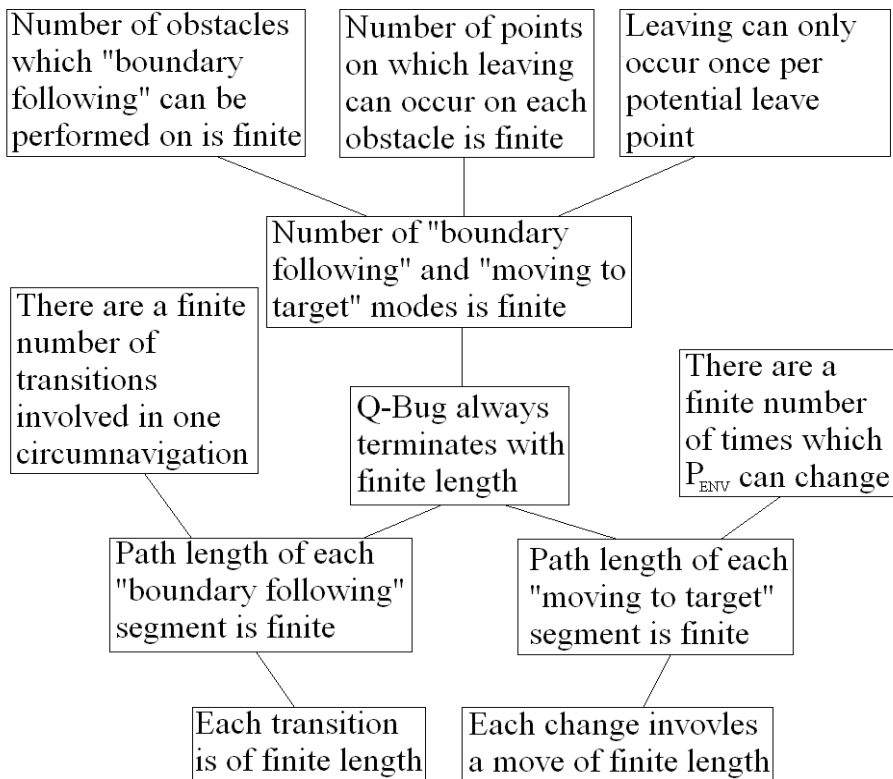 Number of obstacles
which "boundary
following" can be
performed on is finite
Number of points
on which leaving
can occur on each
obstacle is finite
Leaving can only
occur once per
potential leave
point
Number of "boundary
following" and "moving to
target" modes is finite
There are a finite
number of
transitions
involved in one
circumnavigation
Q-Bug always
terminates with
finite length
There are a
finite number
of times which
P_ENV can change
Path length of each
"boundary following"
segment is finite
Path length of each
"moving to target"
segment is finite
Each transition
is of finite length
Each change invovles
a move of finite length